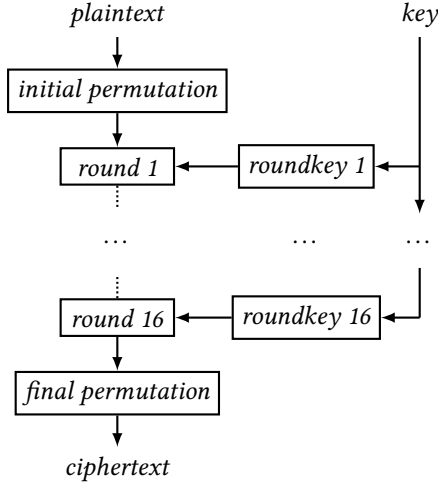 plaintext key
initial permutation
round 1 roundkey 1
... ... ...
round 16 roundkey 16
final permutation
ciphertext